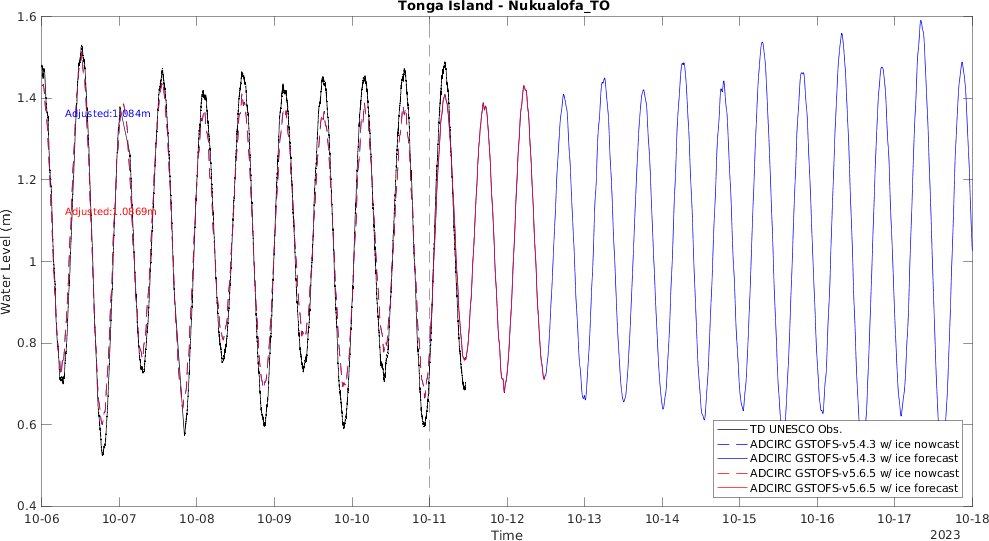 Tonga Island - Nukualofa_TO
1.6
1.4
1.2
1
0.8
0.6
0.4
Water Level (m)
Adjusted:1.084m
Adjusted:1.0869m
TD UNESCO Obs.
ADCIRC GSTOFS-v5.4.3 w/ ice nowcast
ADCIRC GSTOFS-v5.4.3 w/ ice forecast
ADCIRC GSTOFS-v5.6.5 w/ ice nowcast
ADCIRC GSTOFS-v5.6.5 w/ ice forecast
10-06 10-07 10-08 10-09 10-10 10-11 10-12 10-13 10-14 10-15 10-16 10-17 10-18
Time
2023